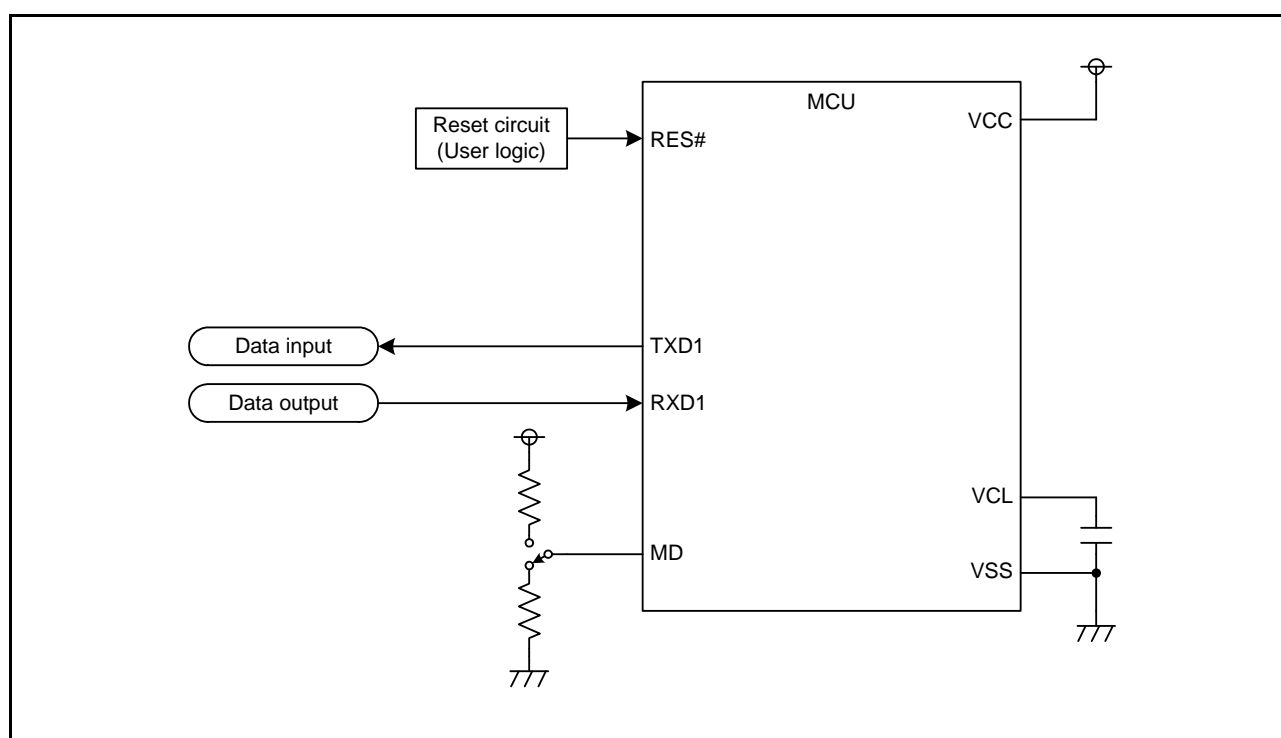 MCU
VCC
Reset circuit
(User logic)
RES#
Data input
TXD1
Data output
RXD1
VCL
MD
VSS